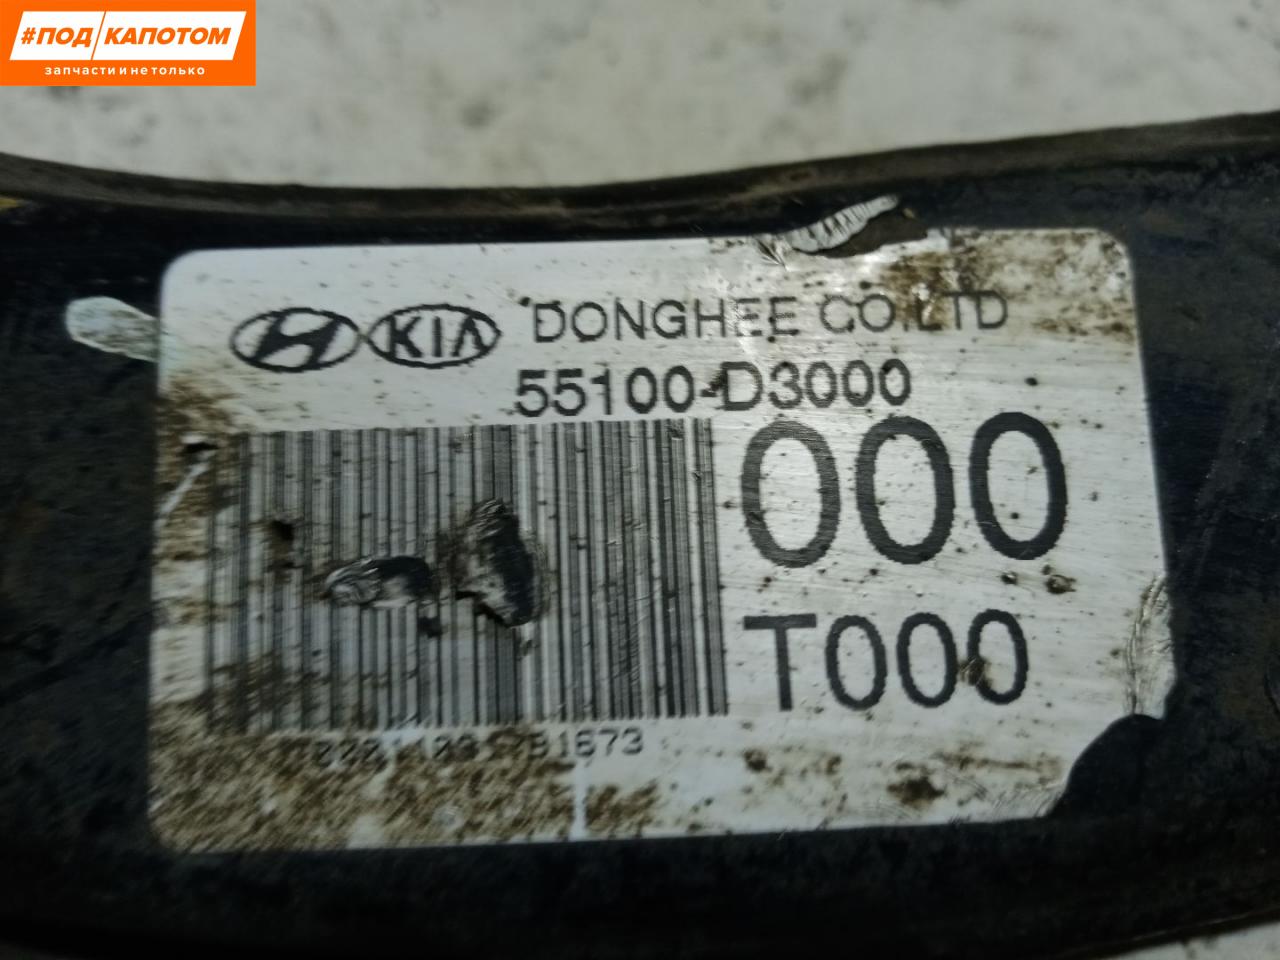 #ПОД/КАПОТОМ
запчасти и не только
KIA DONGHEE CO.LTD
55100-D3000
000
T000